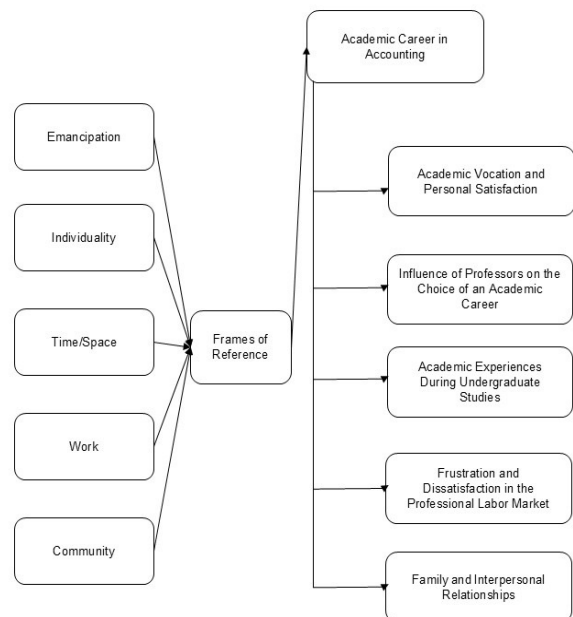 Academic Career in
Accounting
Emancipation
Individuality
Time/Space
Work
Community
Frames of
Reference
Academic Vocation and
Personal Satisfaction
Influence of Professors on the
Choice of an Academic
Career
Academic Experiences
During Undergraduate
Studies
Frustration and
Dissatisfaction in the
Professional Labor Market
Family and Interpersonal
Relationships